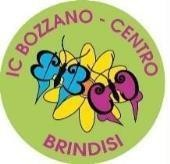 IC BOZZANO - CENTRO
BRINDISI